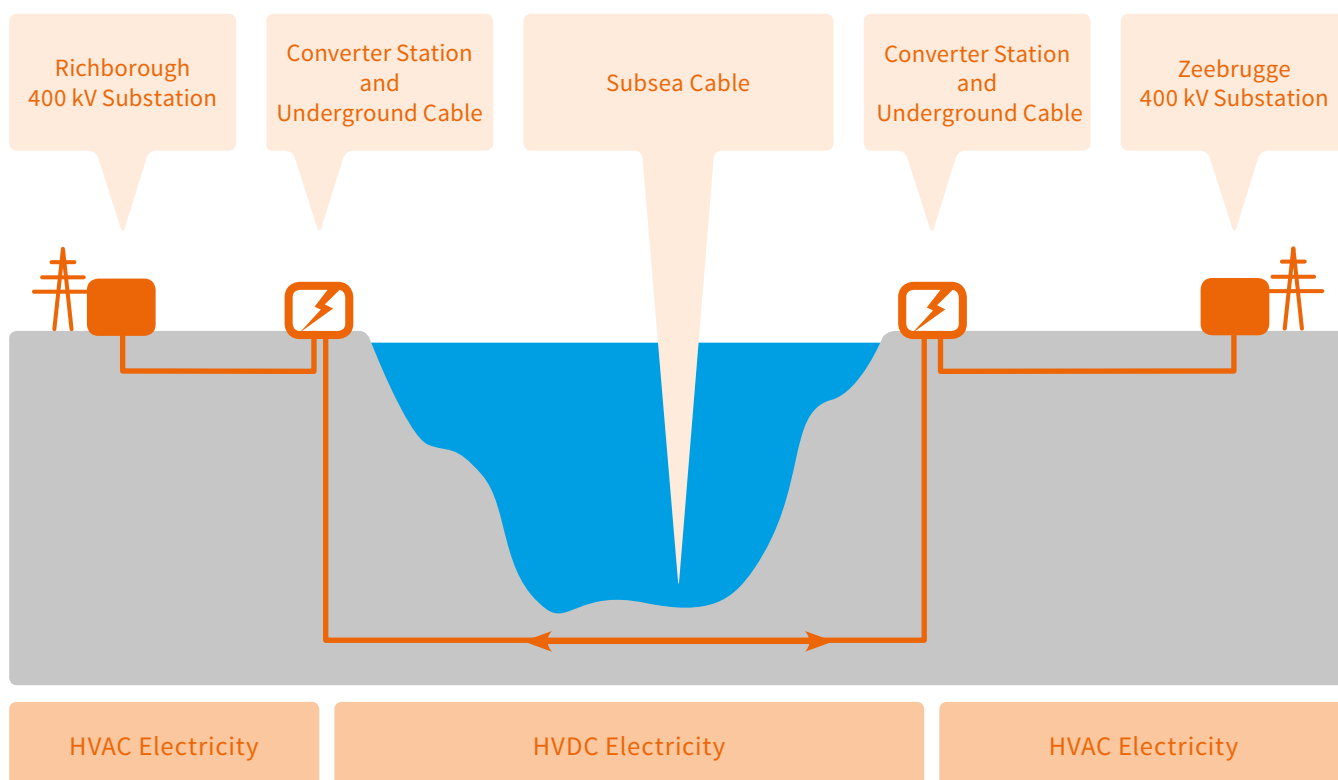 Richborough
400 kV Substation
Converter Station
and
Underground Cable
Subsea Cable
Converter Station
and
Underground Cable
Zeebrugge
400 kV Substation
HVAC Electricity
HVDC Electricity
HVAC Electricity